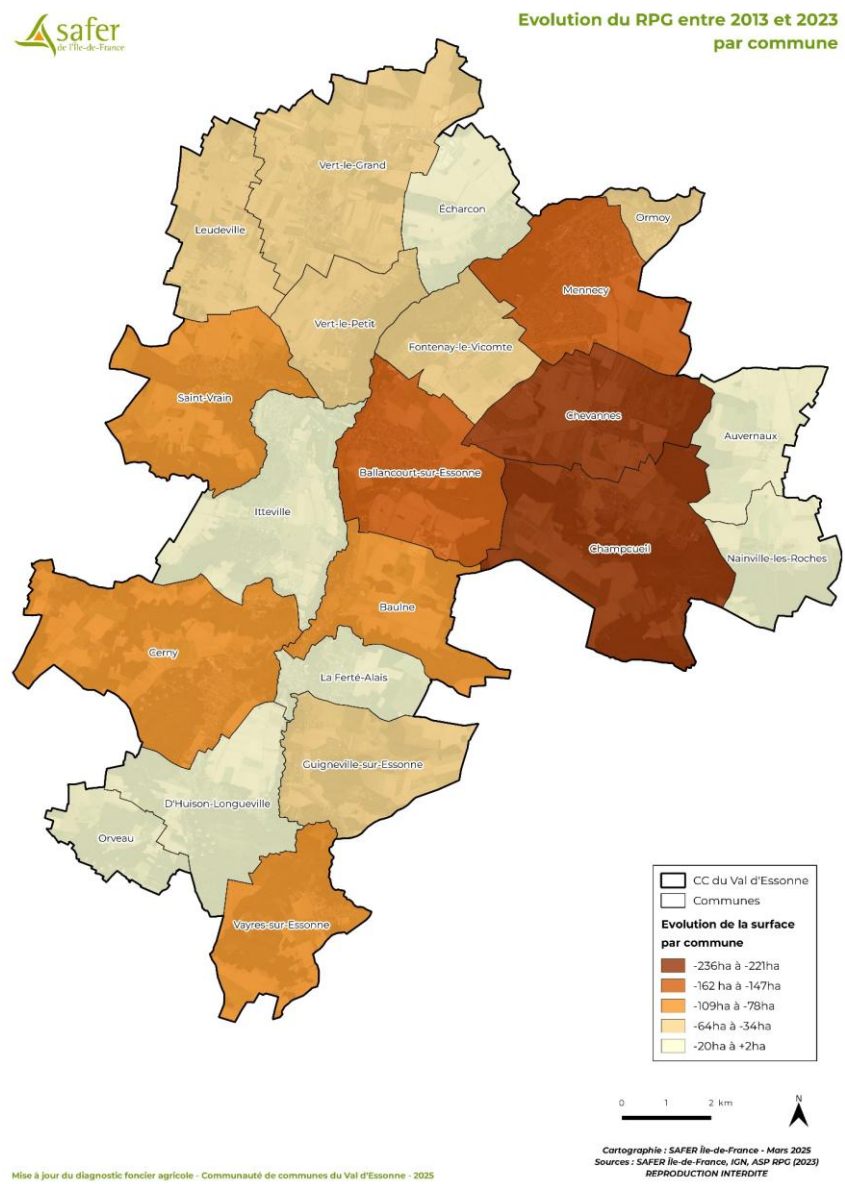 safer
de l'Île-de-France
Evolution du RPG entre 2013 et 2023
par commune
Vert-le-Grand
Écharcon
Ormoy
Leudeville
Mennecy
Vert-le-Petit
Fontenay-le-Vicomte
Saint-Vrain
Chevannes
Auvernaux
Ballancourt-sur-Essonne
Itteville
Champcueil
Nainville-les-Roches
Baulne
Cerny
La Ferté-Alais
Guigneville-sur-Essonne
D'Huison-Longueville
Orveau
Vayres-sur-Essonne
CC du Val d'Essonne
Communes
Evolution de la surface
par commune
-236ha à -221ha
-162 ha à -147ha
-109ha à -78ha
-64ha à -34ha
-20ha à +2ha
0 1 2 km
N
Cartographie : SAFER Île-de-France - Mars 2025
Sources : SAFER Île-de-France, IGN, ASP RPG (2023)
REPRODUCTION INTERDITE
Mise à jour du diagnostic foncier agricole - Communauté de communes du Val d'Essonne - 2025